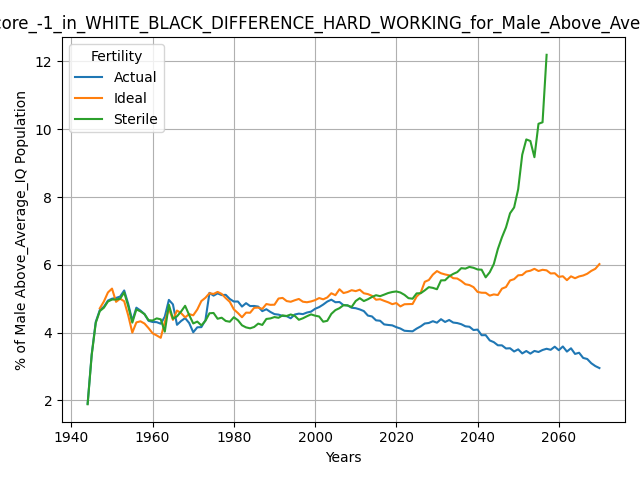 core_-1_in_WHITE_BLACK_DIFFERENCE_HARD_WORKING_for_Male_Above_Ave
Fertility
Actual
Ideal
Sterile
% of Male Above_Average_IQ Population
12
10
8
6
4
2
1940 1960 1980 2000 2020 2040 2060
Years